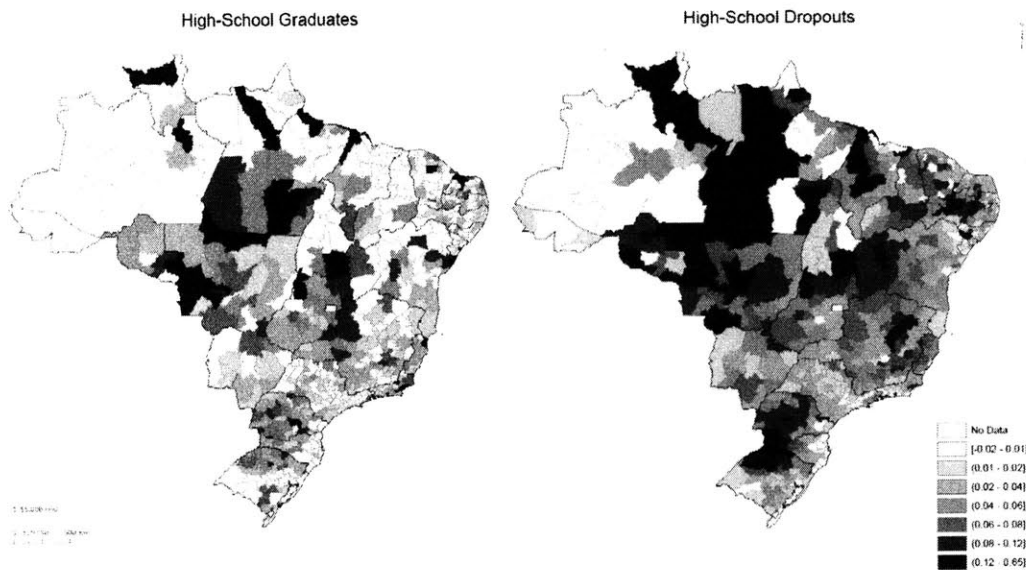 High-School Graduates
High-School Dropouts
No Data
[-0.02 - 0.01]
(0.01 - 0.02]
(0.02 - 0.04]
(0.04 - 0.06]
(0.06 - 0.08]
(0.08 - 0.12]
(0.12 - 0.65]